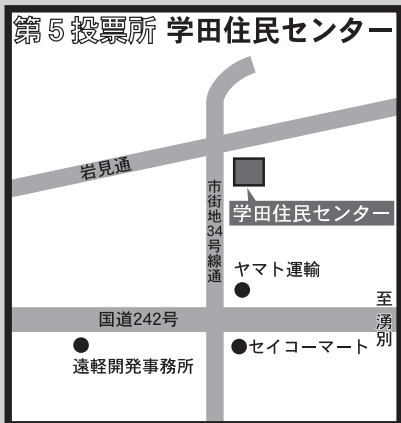 第5投票所 学田住民センター
岩見通
市街地34号線通
学田住民センター
ヤマト運輸
至湧別
国道242号
セイコーマート
遠軽開発事務所